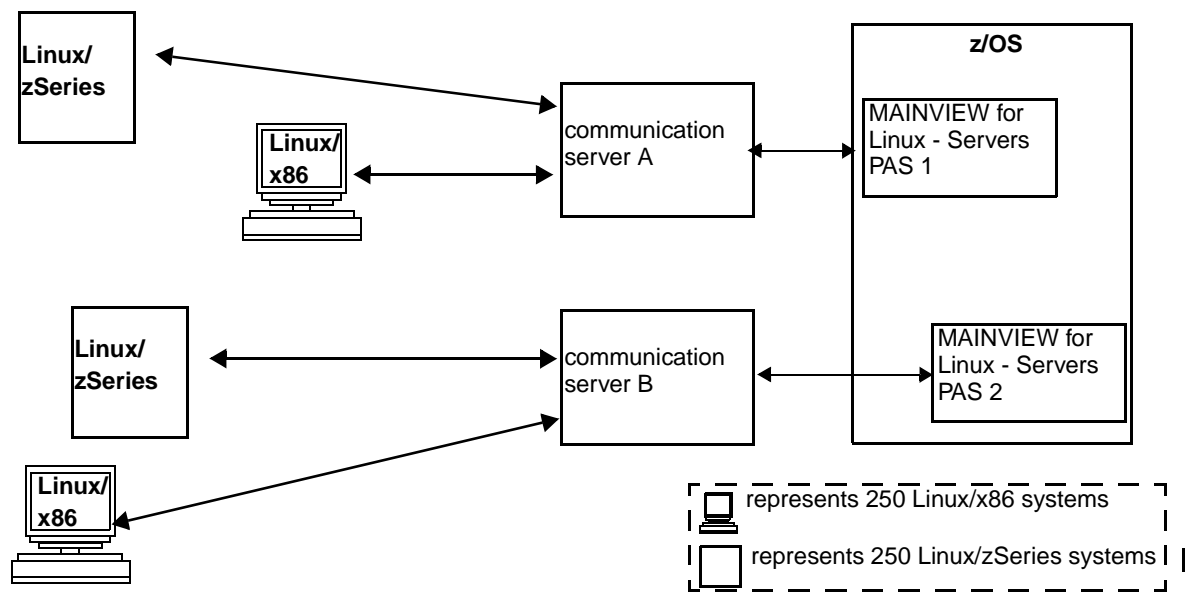 Linux/
zSeries
z/OS
MAINVIEW for
Linux - Servers
PAS 1
communication
server A
Linux/
x86
Linux/
zSeries
communication
server B
MAINVIEW for
Linux - Servers
PAS 2
Linux/
x86
represents 250 Linux/x86 systems
represents 250 Linux/zSeries systems